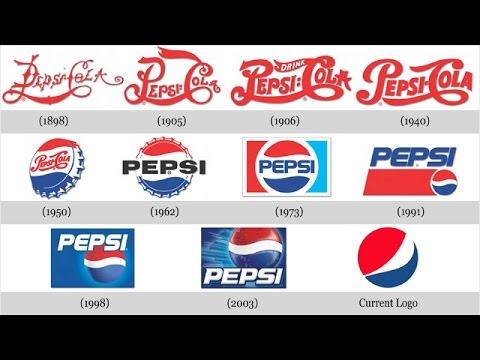 Pepsi:Cola Pepsi:Cola DRINK Pepsi:Cola Pepsi-Cola
(1898) (1905) (1906) (1940)
Pepsi-Cola PEPSI PEPSI PEPSI
(1950) (1962) (1973) (1991)
PEPSI PEPSI
(1998) (2003) Current Logo